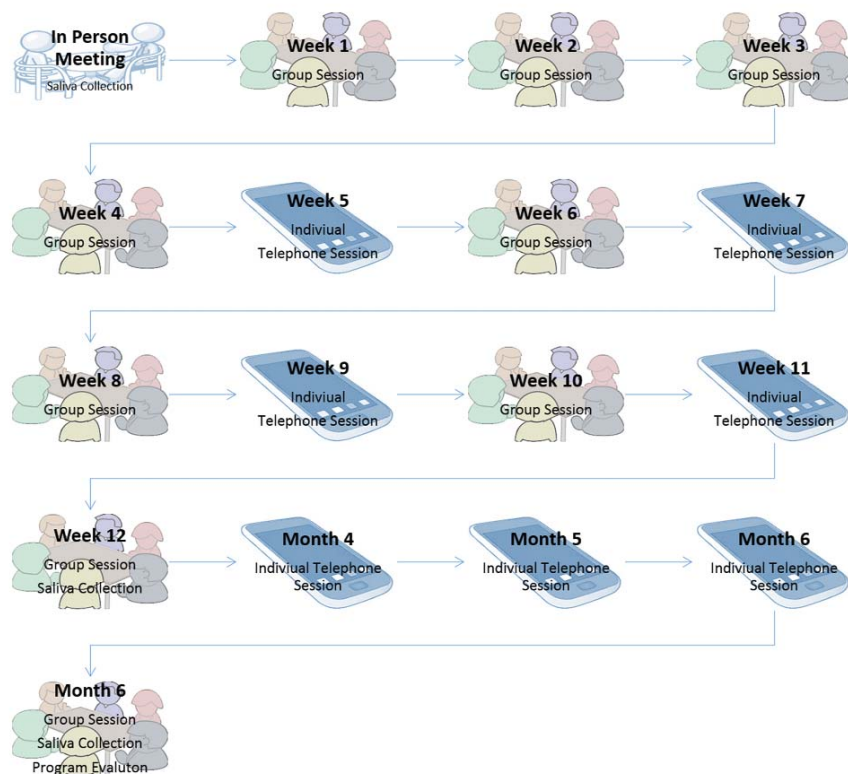 In Person
Meeting
Saliva Collection
Week 1
Group Session
Week 2
Group Session
Week 3
Group Session
Week 4
Group Session
Week 5
Indiviual
Telephone Session
Week 6
Group Session
Week 7
Indiviual
Telephone Session
Week 8
Group Session
Week 9
Indiviual
Telephone Session
Week 10
Group Session
Week 11
Indiviual
Telephone Session
Week 12
Group Session
Saliva Collection
Month 4
Indiviual Telephone
Session
Month 5
Indiviual Telephone
Session
Month 6
Indiviual Telephone
Session
Month 6
Group Session
Saliva Collection
Program Evaluton